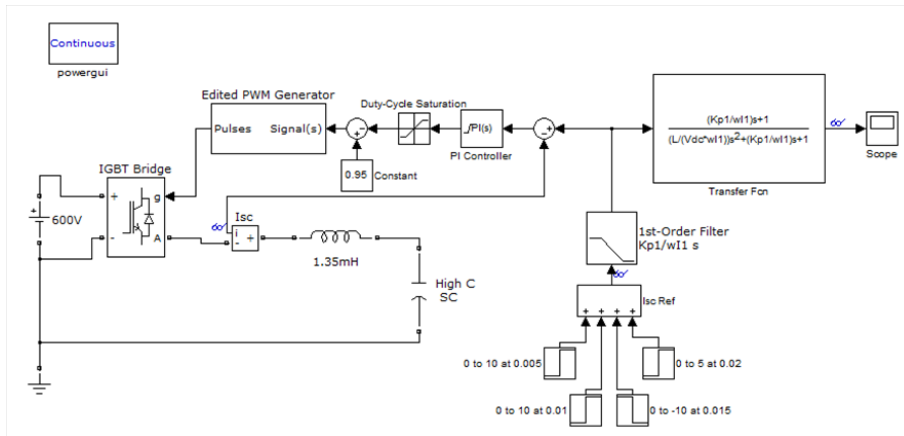 Continuous
powergui
Edited PWM Generator
Pulses Signal(s)
Duty-Cycle Saturation
PI(s)
PI Controller
0.95
Constant
(Kp1/wI1)s+1
(L/(Vdc*wI1))s²+(Kp1/wI1)s+1
Transfer Fcn
Scope
IGBT Bridge
+
-
g
A
+
600V
Isc
i
-
+
1.35mH
High C
SC
1st-Order Filter
Kp1/wI1 s
Isc Ref
+ + + +
0 to 10 at 0.005
0 to 5 at 0.02
0 to 10 at 0.01
0 to -10 at 0.015